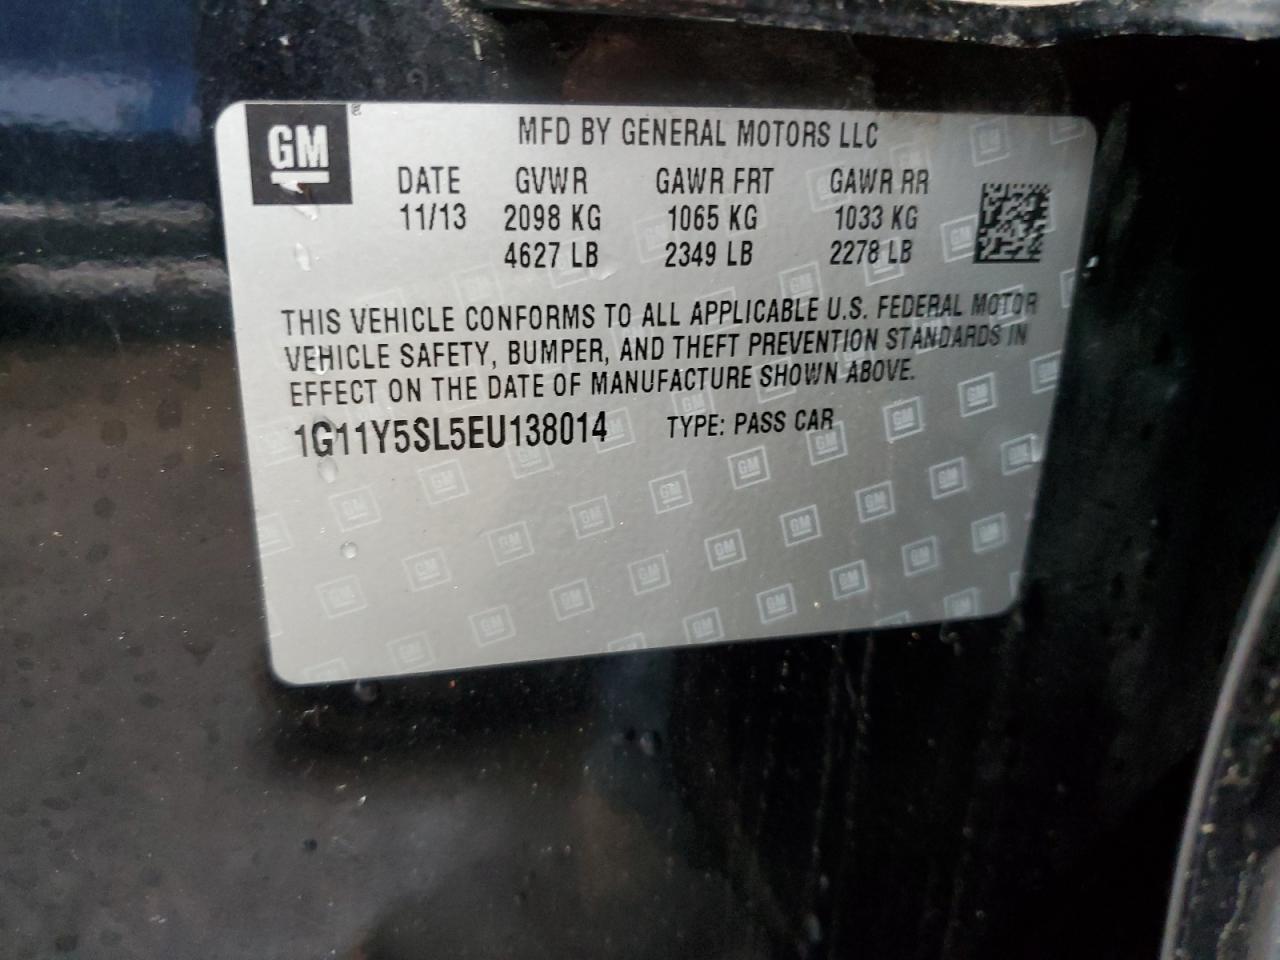 GM
MFD BY GENERAL MOTORS LLC
DATE GVWR GAWR FRT GAWR RR
11/13 2098 KG 1065 KG 1033 KG
4627 LB 2349 LB 2278 LB
THIS VEHICLE CONFORMS TO ALL APPLICABLE U.S. FEDERAL MOTOR
VEHICLE SAFETY, BUMPER, AND THEFT PREVENTION STANDARDS IN
EFFECT ON THE DATE OF MANUFACTURE SHOWN ABOVE.
1G11Y5SL5EU138014 TYPE: PASS CAR